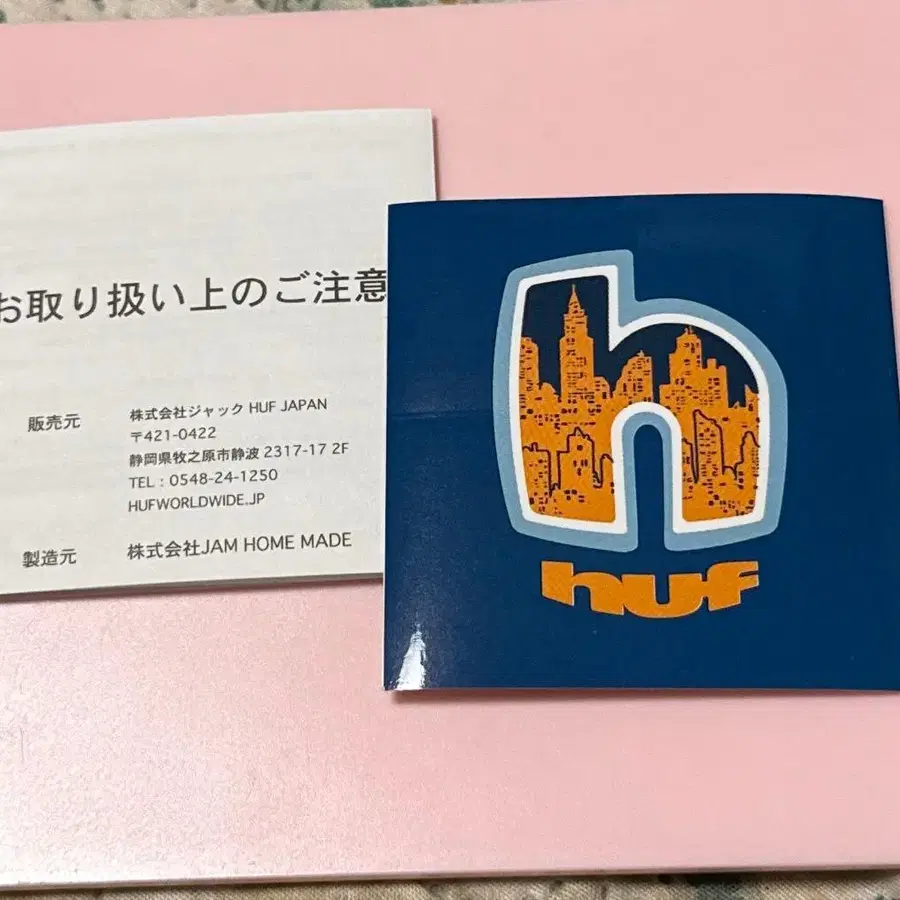 お取り扱い上のご注意
販売元
株式会社ジャック HUF JAPAN
〒421-0422
静岡県牧之原市静波 2317-17 2F
TEL : 0548-24-1250
HUFWORLDWIDE.JP
製造元
株式会社JAM HOME MADE
h
huf